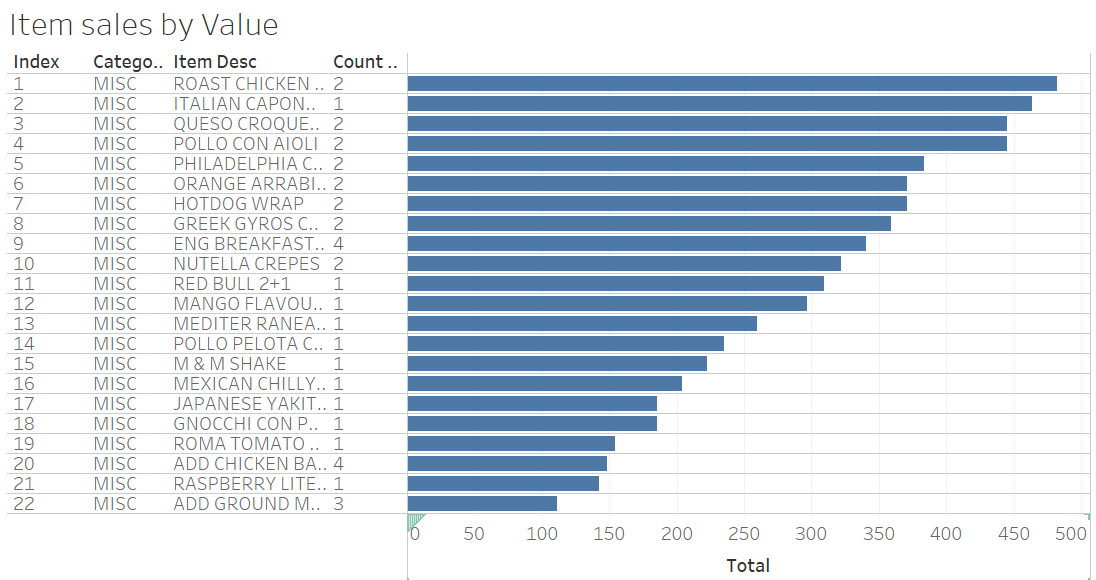 Item sales by Value
Index Catego.. Item Desc Count ..
1 MISC ROAST CHICKEN .. 2
2 MISC ITALIAN CAPON.. 1
3 MISC QUESO CROQUE.. 2
4 MISC POLLO CON AIOLI 2
5 MISC PHILADELPHIA C.. 2
6 MISC ORANGE ARRABI.. 2
7 MISC HOTDOG WRAP 2
8 MISC GREEK GYROS C.. 2
9 MISC ENG BREAKFAST.. 4
10 MISC NUTELLA CREPES 2
11 MISC RED BULL 2+1 1
12 MISC MANGO FLAVOU.. 1
13 MISC MEDITER RANEA.. 1
14 MISC POLLO PELOTA C.. 1
15 MISC M & M SHAKE 1
16 MISC MEXICAN CHILLY.. 1
17 MISC JAPANESE YAKIT.. 1
18 MISC GNOCCHI CON P.. 1
19 MISC ROMA TOMATO .. 1
20 MISC ADD CHICKEN BA.. 4
21 MISC RASPBERRY LITE.. 1
22 MISC ADD GROUND M.. 3
0 50 100 150 200 250 300 350 400 450 500
Total